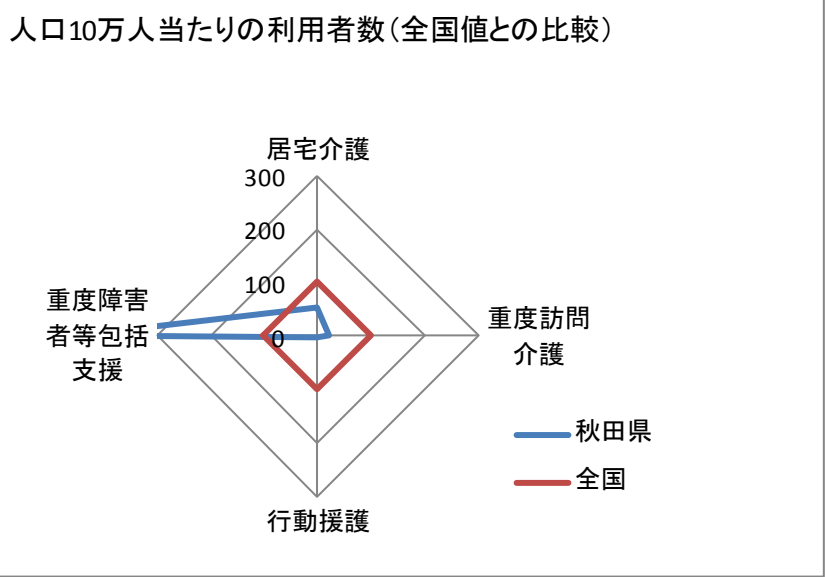 人口10万人当たりの利用者数（全国値との比較）
居宅介護
300
200
100
0
重度障害
者等包括
支援
重度訪問
介護
秋田県
全国
行動援護